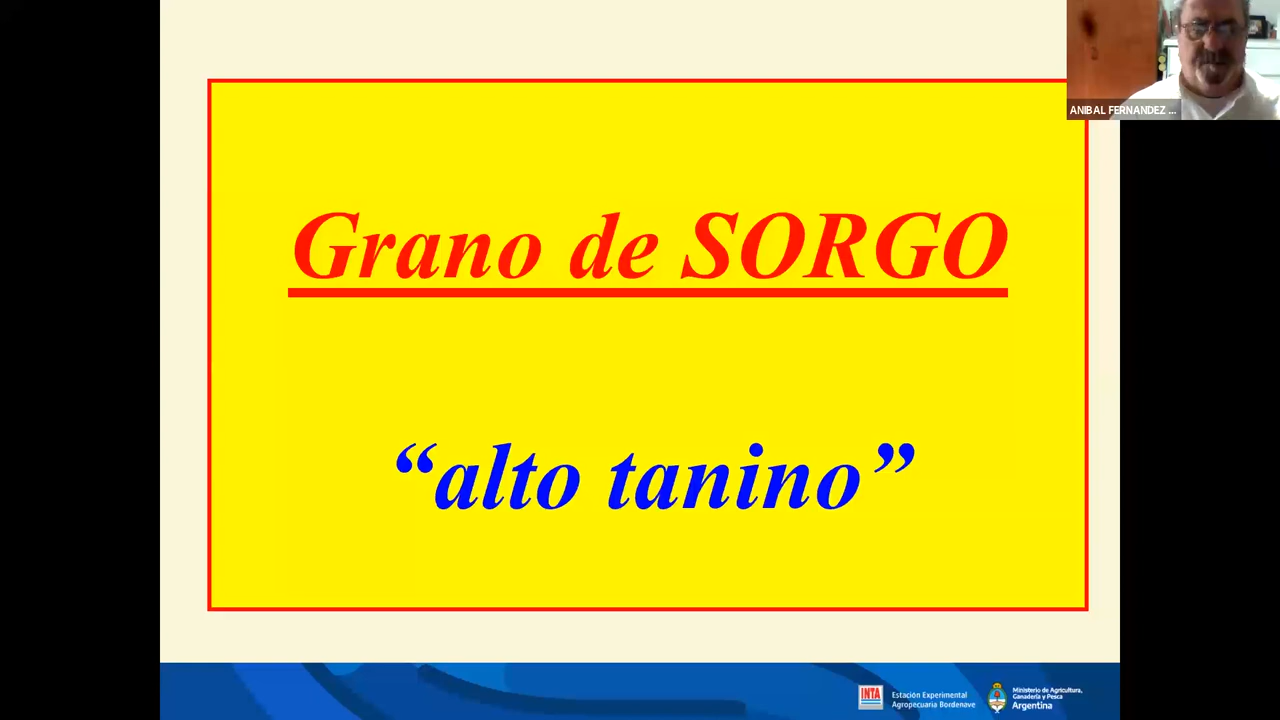 ANIBAL FERNANDEZ ...
Grano de SORGO
“alto tanino”
INTA
Estación Experimental
Agropecuaria Bordenave
Ministerio de Agricultura,
Ganadería y Pesca
Argentina